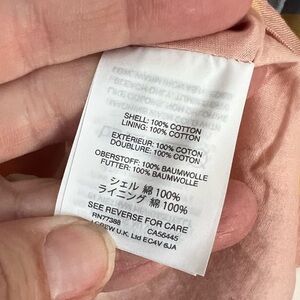 SHELL: 100% COTTON
LINING: 100% COTTON
EXTÉRIEUR: 100% COTON
DOUBLURE: 100% COTON
OBERSTOFF: 100% BAUMWOLLE
FUTTER: 100% BAUMWOLLE
シェル 綿 100%
ライニング 綿 100%
SEE REVERSE FOR CARE
RN77388 CA56445
CREW U.K. Ltd EC4V 6JA